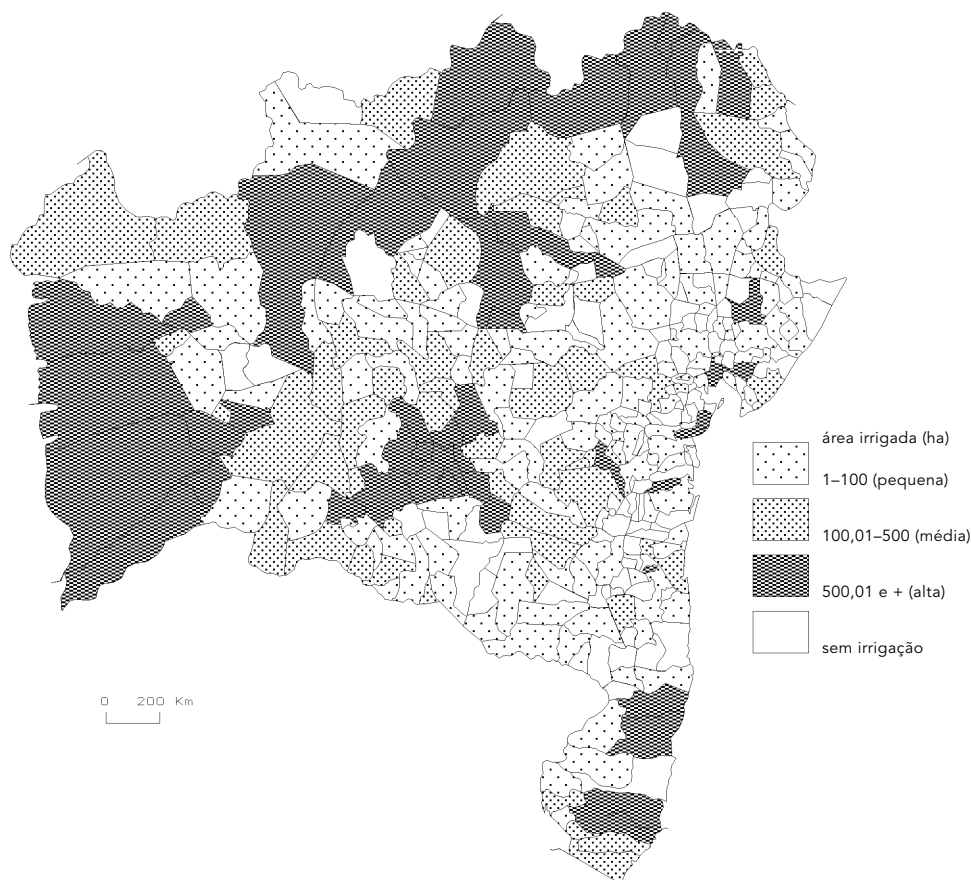 área irrigada (ha)
1–100 (pequena)
100,01–500 (média)
500,01 e + (alta)
sem irrigação
0 200 Km